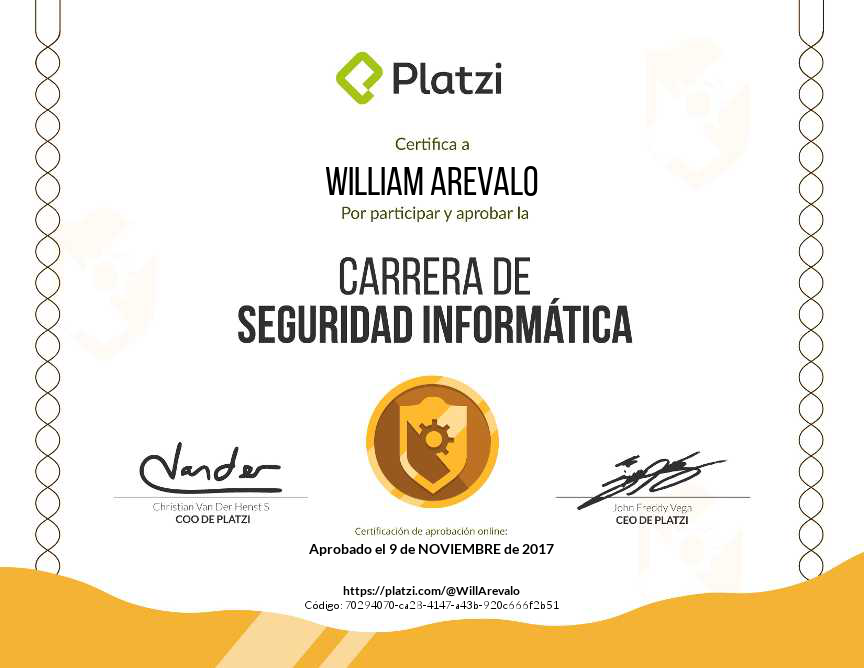 Platzi
Certifica a
WILLIAM AREVALO
Por participar y aprobar la
CARRERA DE
SEGURIDAD INFORMÁTICA
Vander
Christian Van Der Henst S
COO DE PLATZI
John Freddy Vega
CEO DE PLATZI
Certificación de aprobación online:
Aprobado el 9 de NOVIEMBRE de 2017
https://platzi.com/@WillArevalo
Código: 70294070-ca28-4147-a43b-920c666f2b51